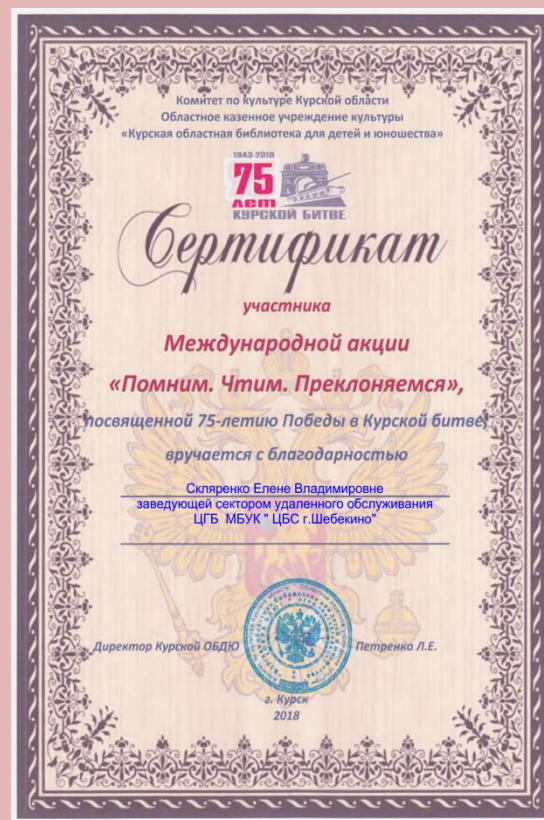 Комитет по культуре Курской области
Областное казенное учреждение культуры
«Курская областная библиотека для детей и юношества»
1943-2018
75
лет
КУРСКОЙ БИТВЕ
Сертификат
участника
Международной акции
«Помним. Чтим. Преклоняемся»,
посвященной 75-летию Победы в Курской битве,
вручается с благодарностью
Скляренко Елене Владимировне
заведующей сектором удаленного обслуживания
ЦГБ МБУК " ЦБС г.Шебекино"
Директор Курской ОБДЮ
Петренко Л.Е.
г. Курск
2018